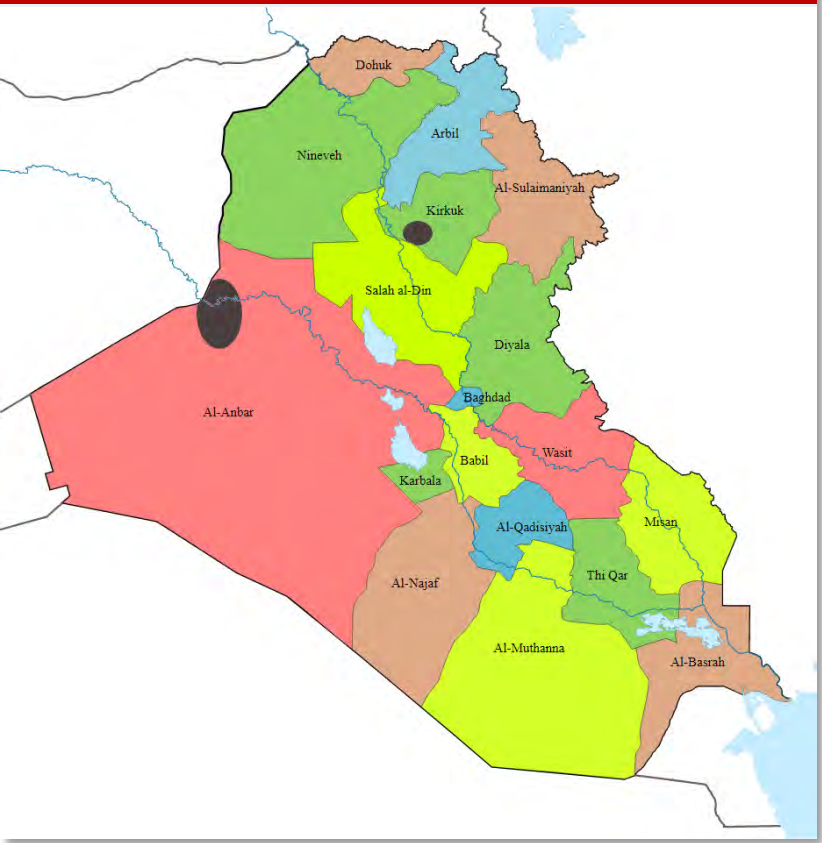 Dohuk
Arbil
Nineveh
Al-Sulaimaniyah
Kirkuk
Salah al-Din
Diyala
Baghdad
Al-Anbar
Wasit
Babil
Karbala
Al-Qadisiyah
Misan
Al-Najaf
Thi Qar
Al-Muthanna
Al-Basrah